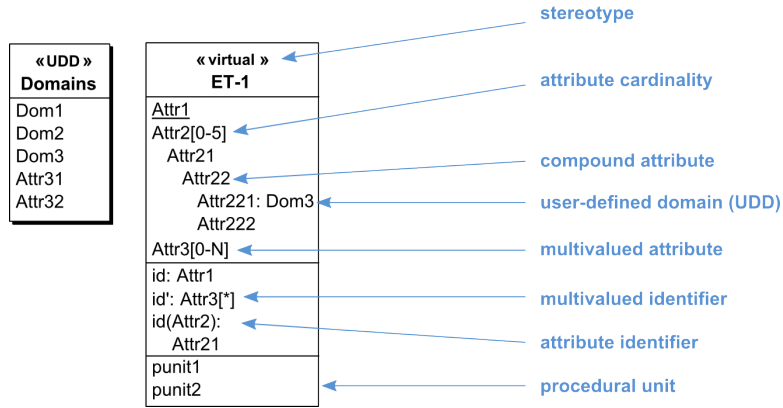 «UDD»
Domains
Dom1
Dom2
Dom3
Attr31
Attr32
« virtual »
ET-1
Attr1
Attr2[0-5]
Attr21
Attr22
Attr221: Dom3
Attr222
Attr3[0-N]
id: Attr1
id': Attr3[*]
id(Attr2):
Attr21
punit1
punit2
stereotype
attribute cardinality
compound attribute
user-defined domain (UDD)
multivalued attribute
multivalued identifier
attribute identifier
procedural unit